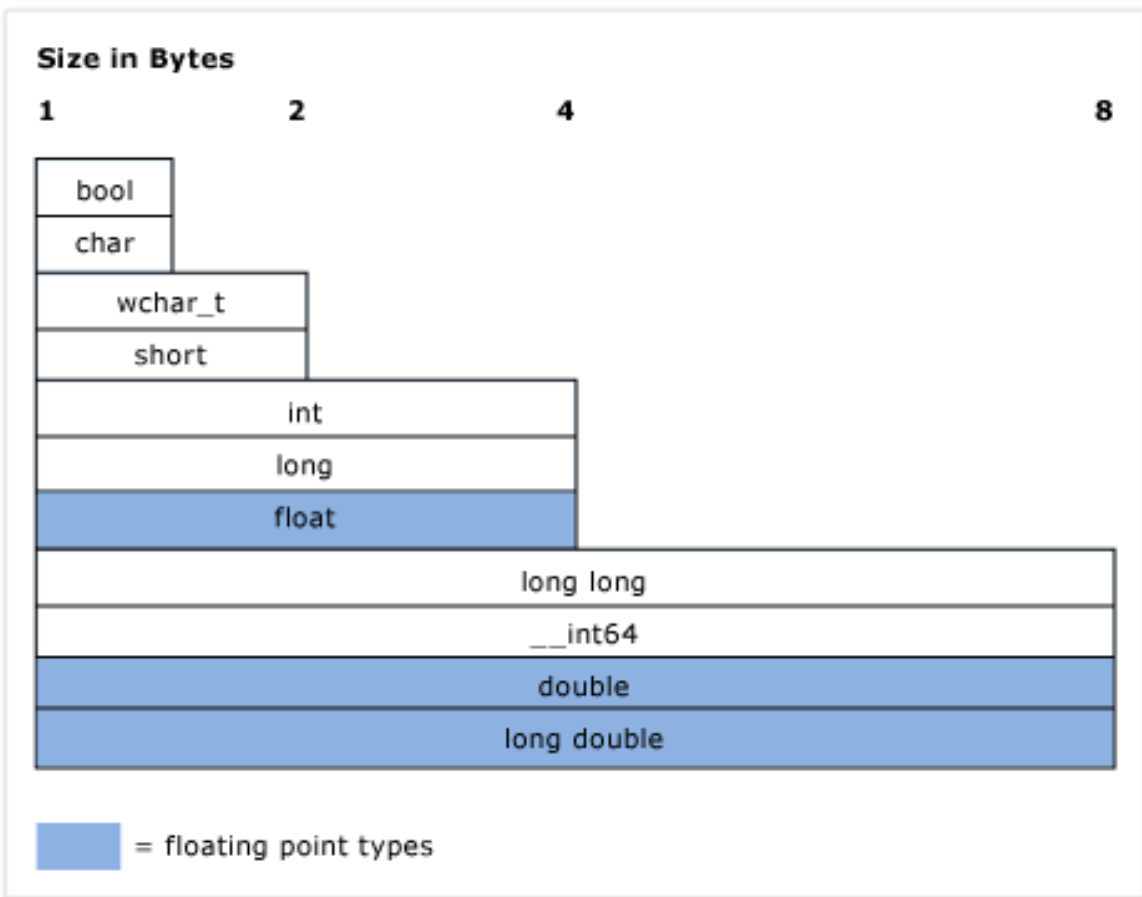 Size in Bytes
1 2 4 8
bool
char
wchar_t
short
int
long
float
long long
__int64
double
long double
= floating point types